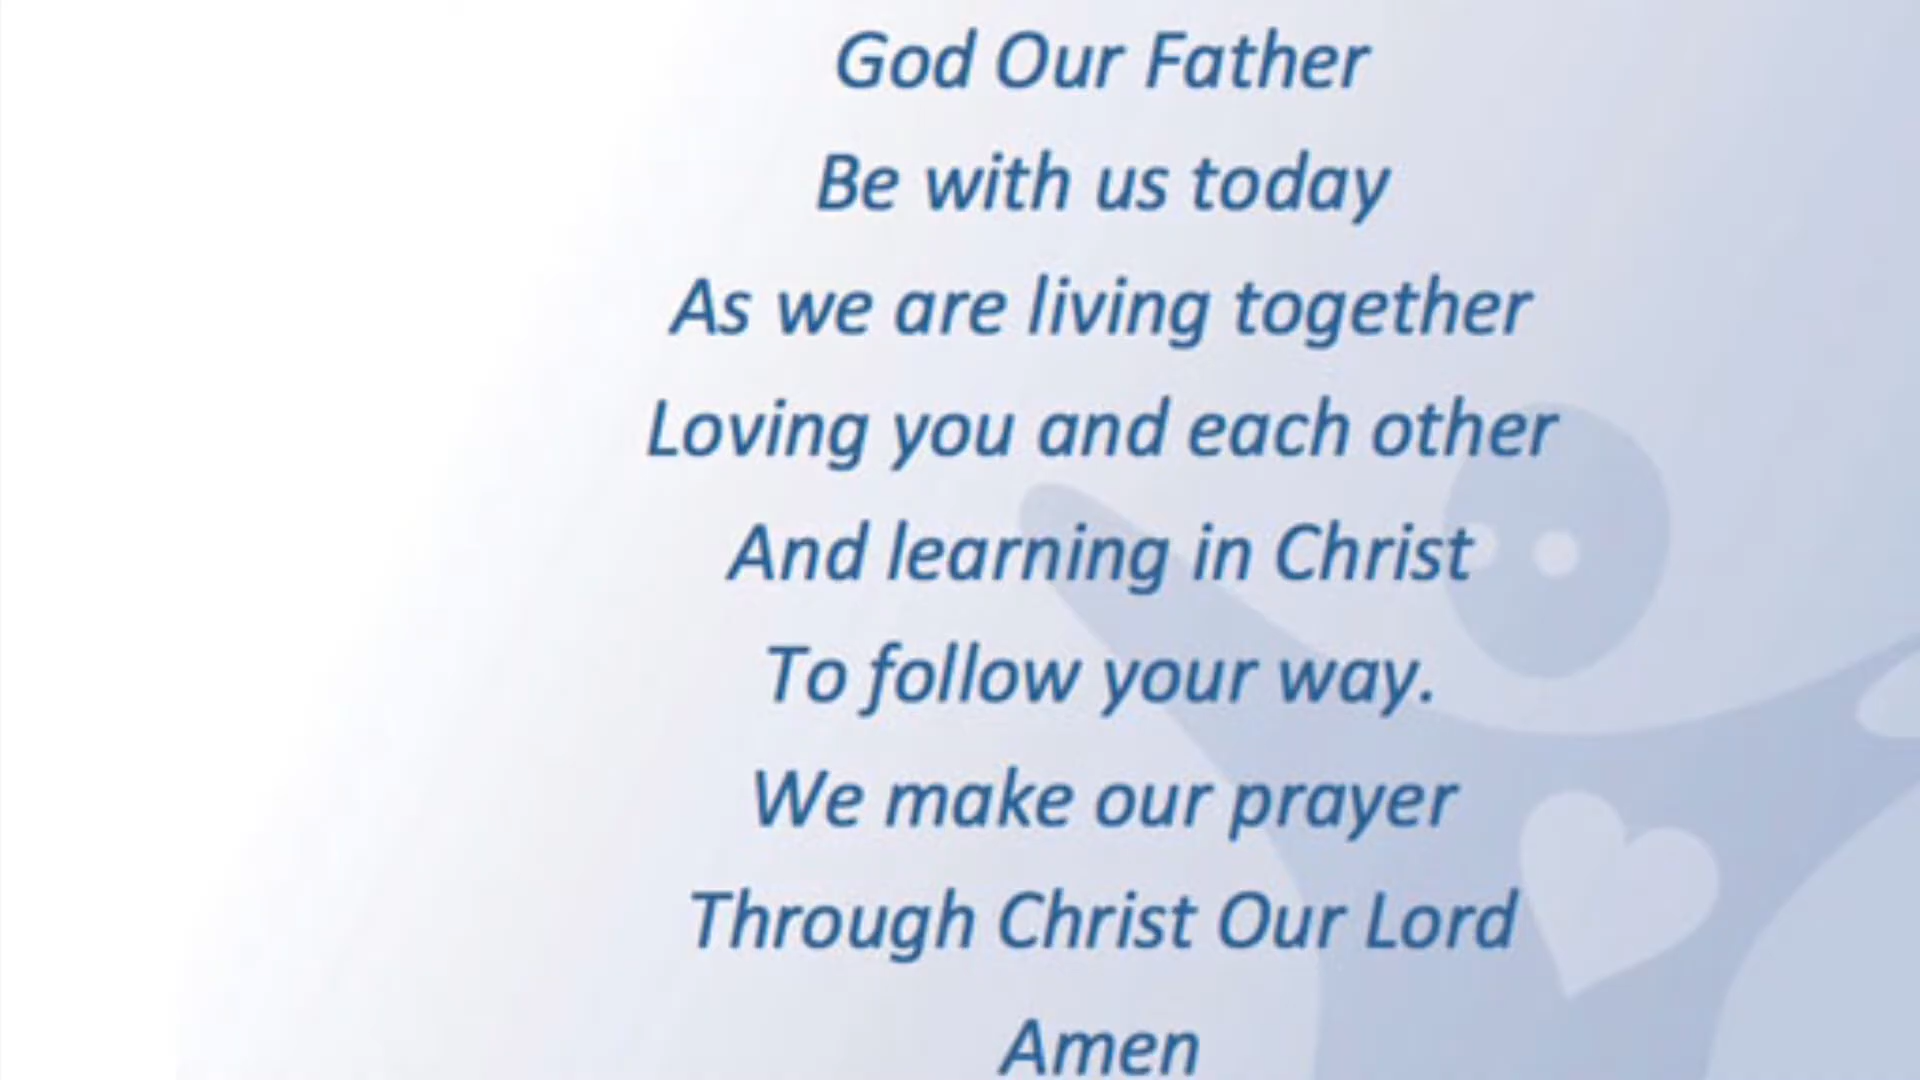 God Our Father
Be with us today
As we are living together
Loving you and each other
And learning in Christ
To follow your way.
We make our prayer
Through Christ Our Lord
Amen